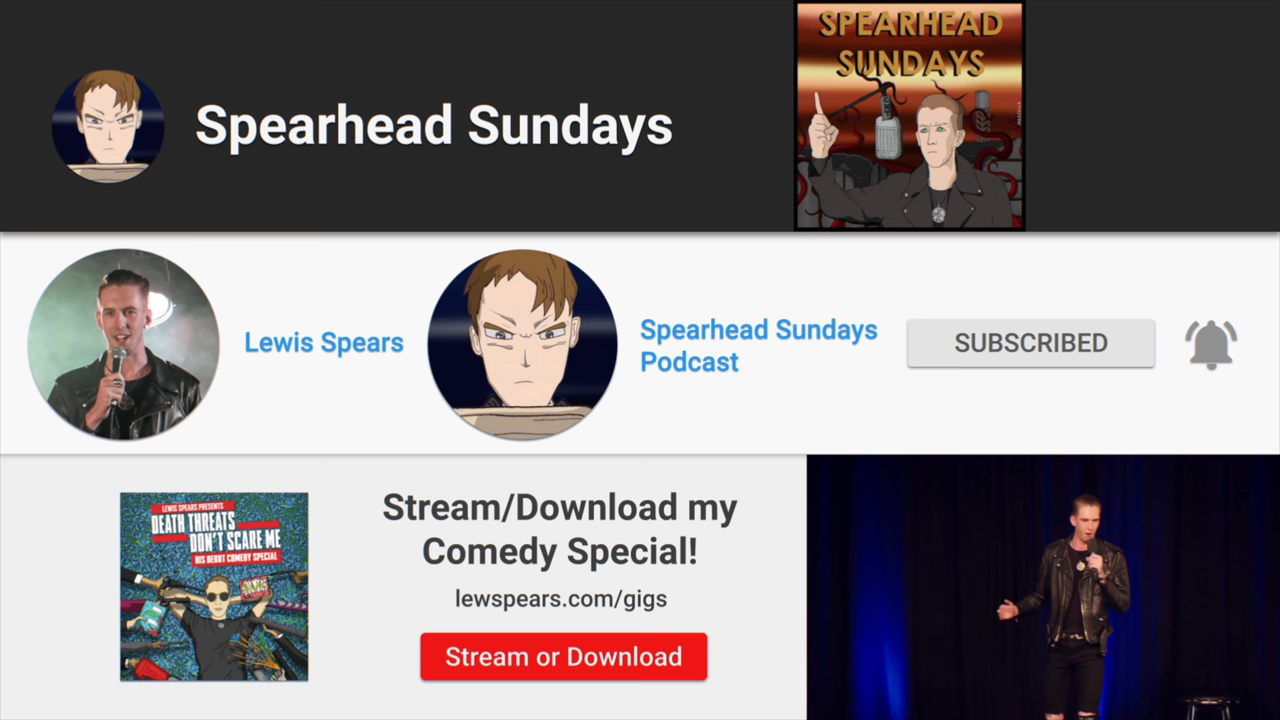 SPEARHEAD
SUNDAYS
Spearhead Sundays
Lewis Spears
Spearhead Sundays
Podcast
SUBSCRIBED
LEWIS SPEARS PRESENTS
DEATH THREATS
DON'T SCARE ME
HIS DEBUT COMEDY SPECIAL
Stream/Download my
Comedy Special!
lewspears.com/gigs
Stream or Download